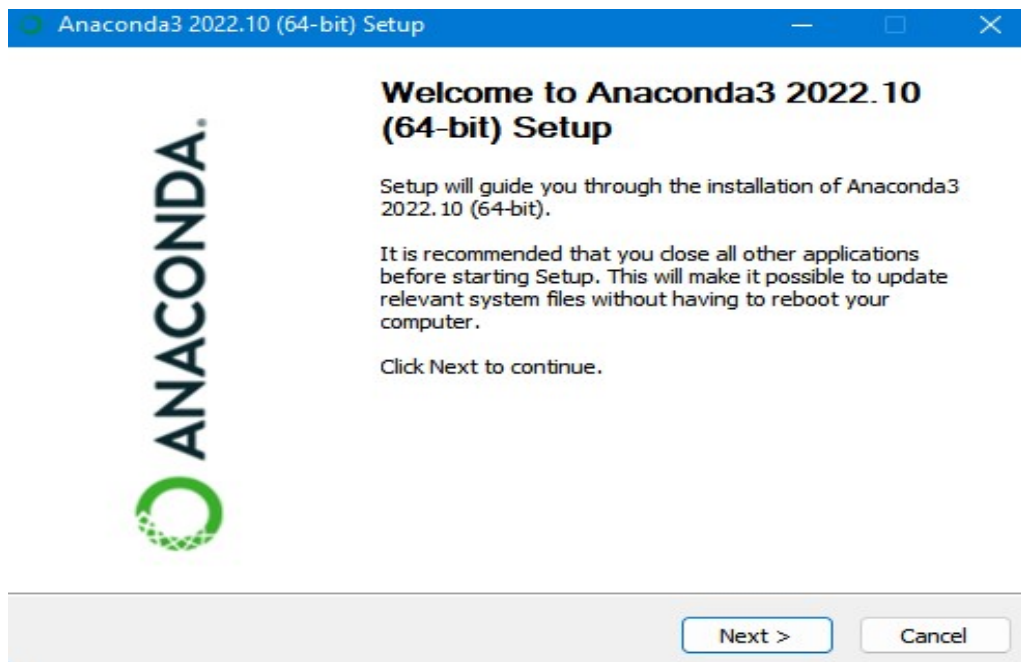 Anaconda3 2022.10 (64-bit) Setup
ANACONDA.
Welcome to Anaconda3 2022.10
(64-bit) Setup
Setup will guide you through the installation of Anaconda3
2022.10 (64-bit).
It is recommended that you close all other applications
before starting Setup. This will make it possible to update
relevant system files without having to reboot your
computer.
Click Next to continue.
Next >
Cancel